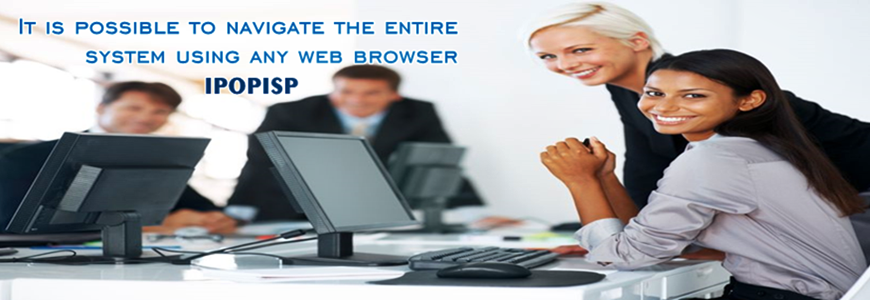 It is possible to navigate the entire
system using any web browser
IPOPISP